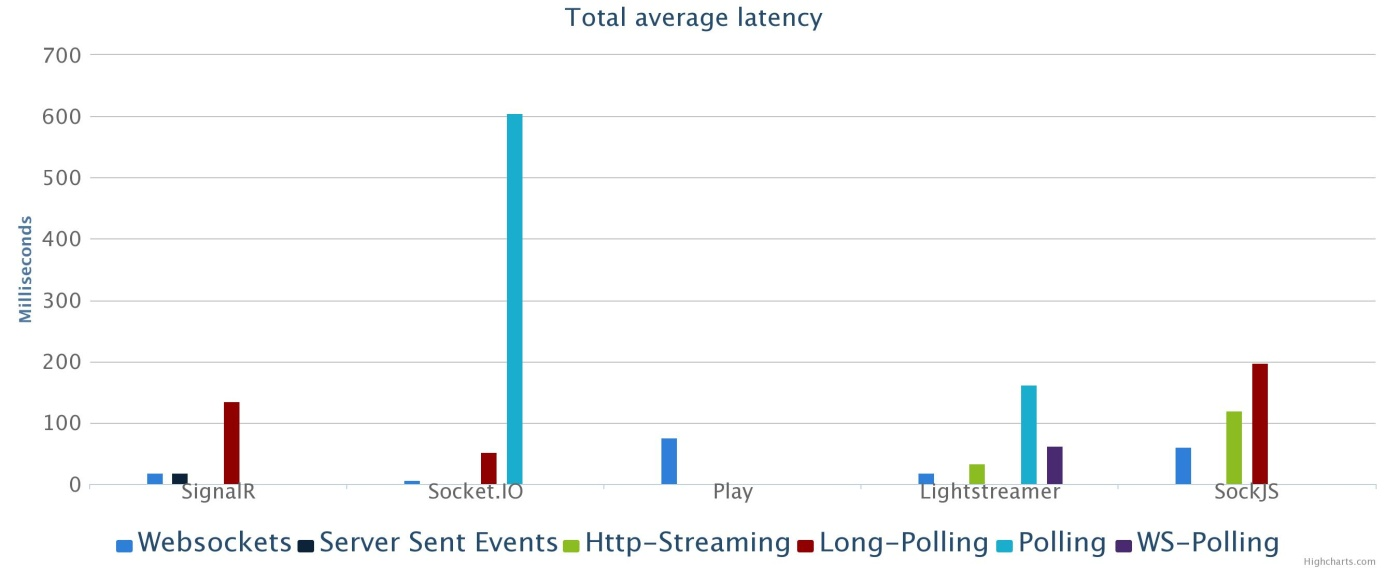 Total average latency
700
600
500
400
300
200
100
0
Milliseconds
SignalR Socket.IO Play Lightstreamer SockJS
Websockets Server Sent Events Http-Streaming Long-Polling Polling WS-Polling
Highcharts.com